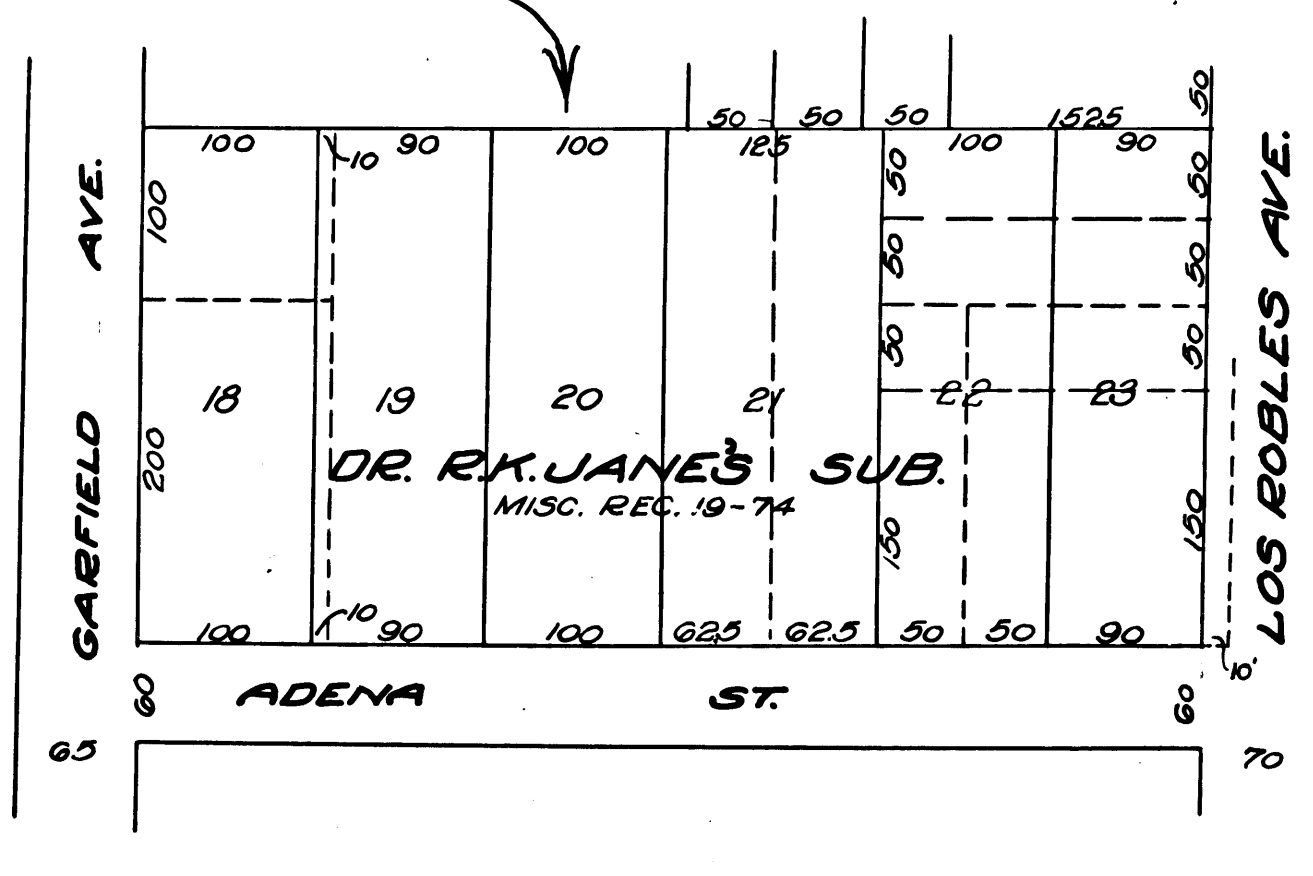 50 50 50 152.5 50
100 10 90 100 125 100 90
100 50 50
50 50
50 50
18 19 20 21 22 23
200
DR. R.K. JANE'S SUB.
MISC. REC. 19-74
150 150
100 10 90 100 62.5 62.5 50 50 90
10'
60 ADENA ST. 60
65 70
GARFIELD AVE.
LOS ROBLES AVE.